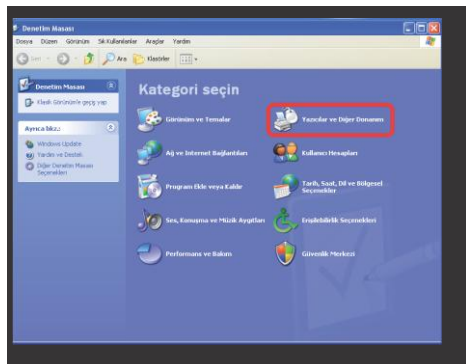 Denetim Masası
Dosya Düzen Görünüm Sık Kullanılanlar Araçlar Yardım
Geri Ara Klasörler
Denetim Masası
Klasik Görünüm'e geçiş yap
Ayrıca bkz.:
Windows Update
Yardım ve Destek
Diğer Denetim Masası
Seçenekleri
Kategori seçin
Görünüm ve Temalar
Yazıcılar ve Diğer Donanım
Ağ ve Internet Bağlantıları
Kullanıcı Hesapları
Program Ekle veya Kaldır
Tarih, Saat, Dil ve Bölgesel
Seçenekler
Ses, Konuşma ve Müzik Aygıtları
Erişilebilirlik Seçenekleri
Performans ve Bakım
Güvenlik Merkezi